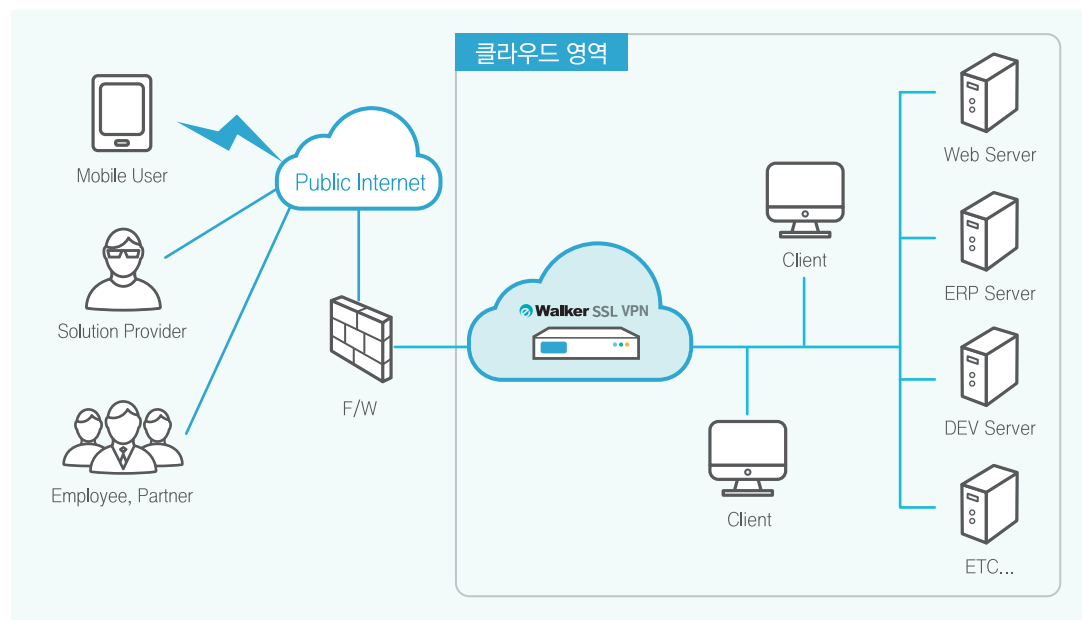 클라우드 영역
Mobile User
Public Internet
Web Server
Solution Provider
Client
ERP Server
Walker SSL VPN
F/W
DEV Server
Employee, Partner
Client
ETC...